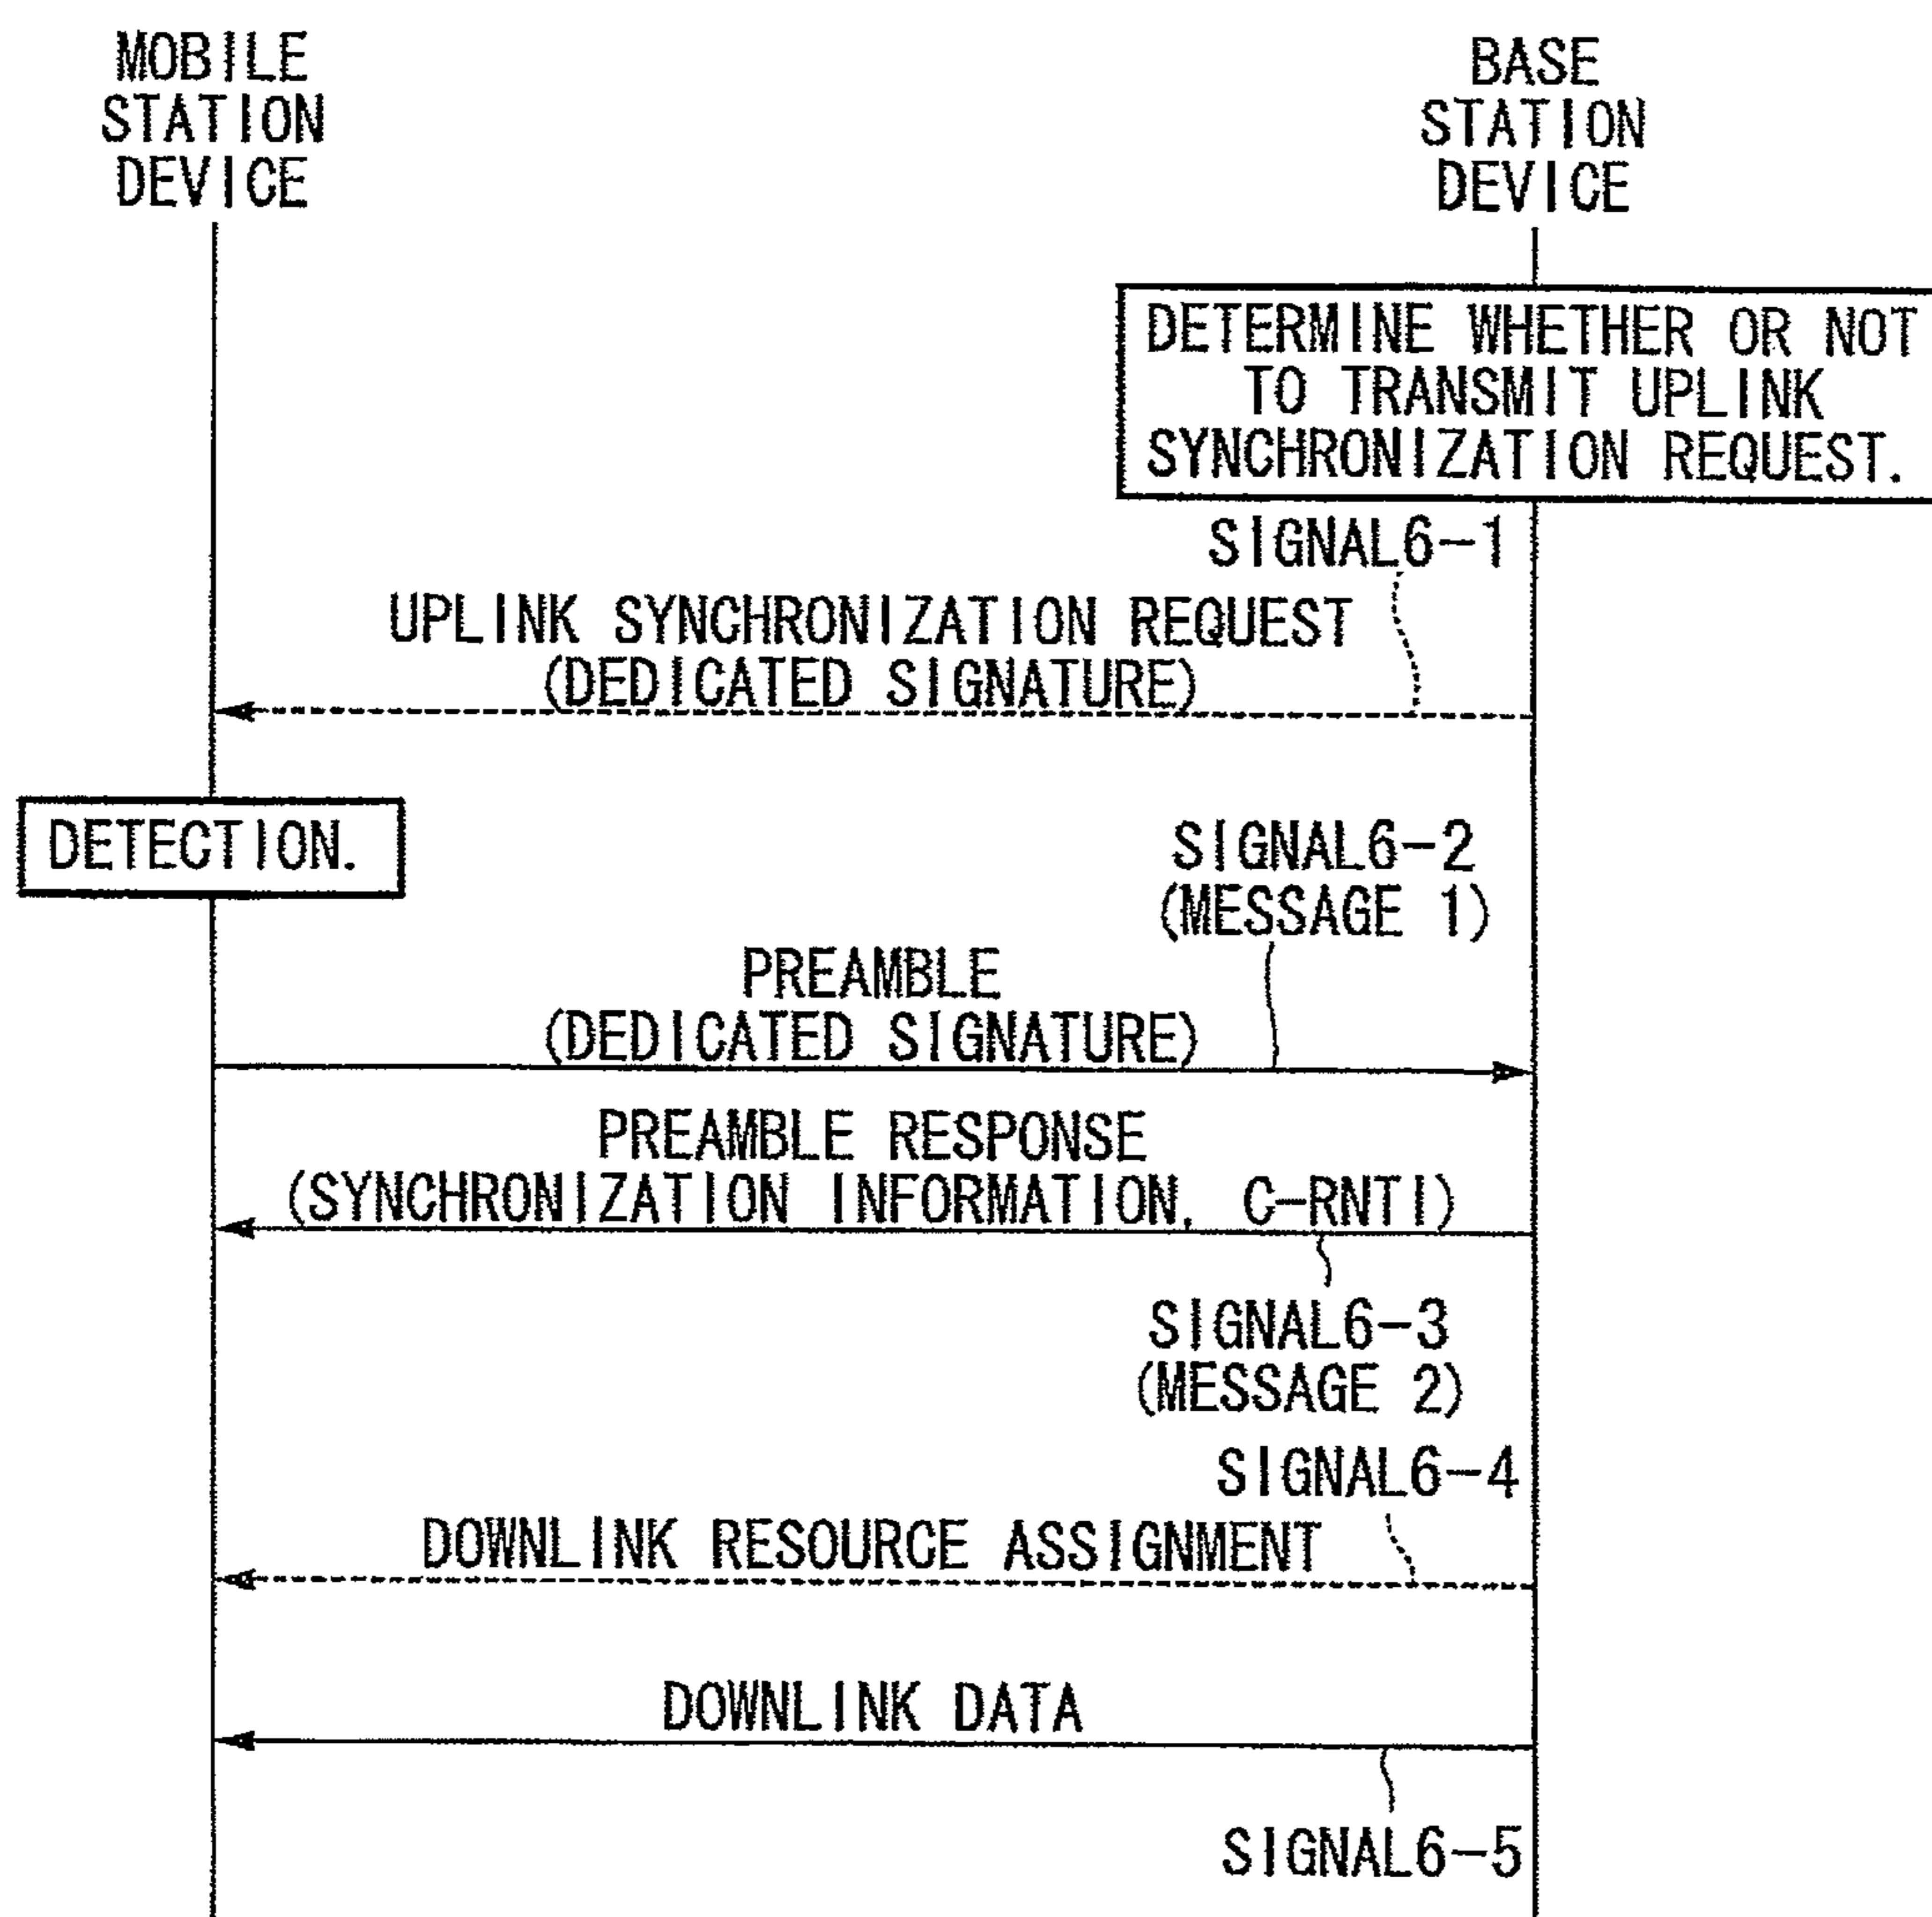 MOBILE
STATION
DEVICE
BASE
STATION
DEVICE
DETERMINE WHETHER OR NOT
TO TRANSMIT UPLINK
SYNCHRONIZATION REQUEST.
SIGNAL6-1
UPLINK SYNCHRONIZATION REQUEST
(DEDICATED SIGNATURE)
DETECTION.
SIGNAL6-2
(MESSAGE 1)
PREAMBLE
(DEDICATED SIGNATURE)
PREAMBLE RESPONSE
(SYNCHRONIZATION INFORMATION, C-RNTI)
SIGNAL6-3
(MESSAGE 2)
SIGNAL6-4
DOWNLINK RESOURCE ASSIGNMENT
DOWNLINK DATA
SIGNAL6-5